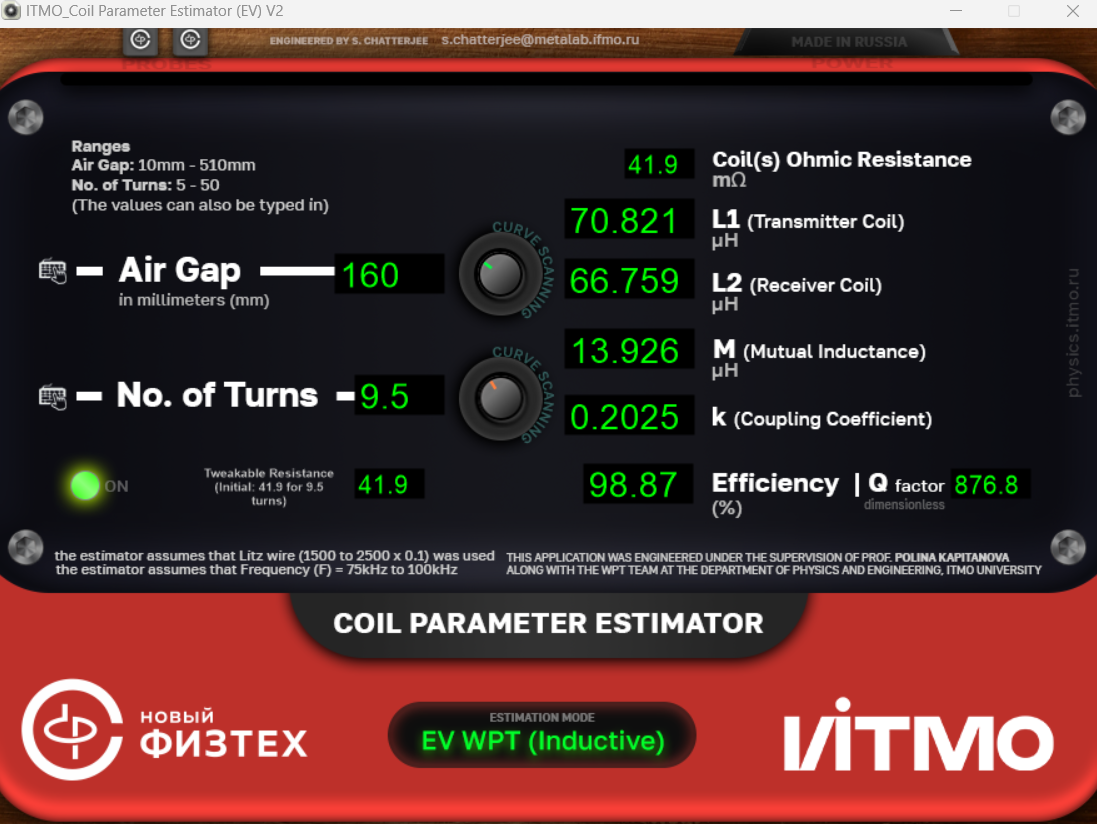 ITMO_Coil Parameter Estimator (EV) V2
ENGINEERED BY S. CHATTERJEE s.chatterjee@metalab.ifmo.ru
MADE IN RUSSIA
PROBES
POWER
Ranges
Air Gap: 10mm - 510mm
No. of Turns: 5 - 50
(The values can also be typed in)
41.9 Coil(s) Ohmic Resistance
mΩ
70.821 L1 (Transmitter Coil)
µH
CURVE SCANNING
Air Gap 160
in millimeters (mm)
66.759 L2 (Receiver Coil)
µH
13.926 M (Mutual Inductance)
µH
CURVE SCANNING
No. of Turns 9.5
0.2025 k (Coupling Coefficient)
physics.itmo.ru
ON
Tweakable Resistance
(Initial: 41.9 for 9.5
turns)
41.9
98.87 Efficiency | Q factor 876.8
(%)
dimensionless
the estimator assumes that Litz wire (1500 to 2500 x 0.1) was used
the estimator assumes that Frequency (F) = 75kHz to 100kHz
THIS APPLICATION WAS ENGINEERED UNDER THE SUPERVISION OF PROF. POLINA KAPITANOVA
ALONG WITH THE WPT TEAM AT THE DEPARTMENT OF PHYSICS AND ENGINEERING, ITMO UNIVERSITY
COIL PARAMETER ESTIMATOR
НОВЫЙ
ФИЗТЕХ
ESTIMATION MODE
EV WPT (Inductive)
iTMO